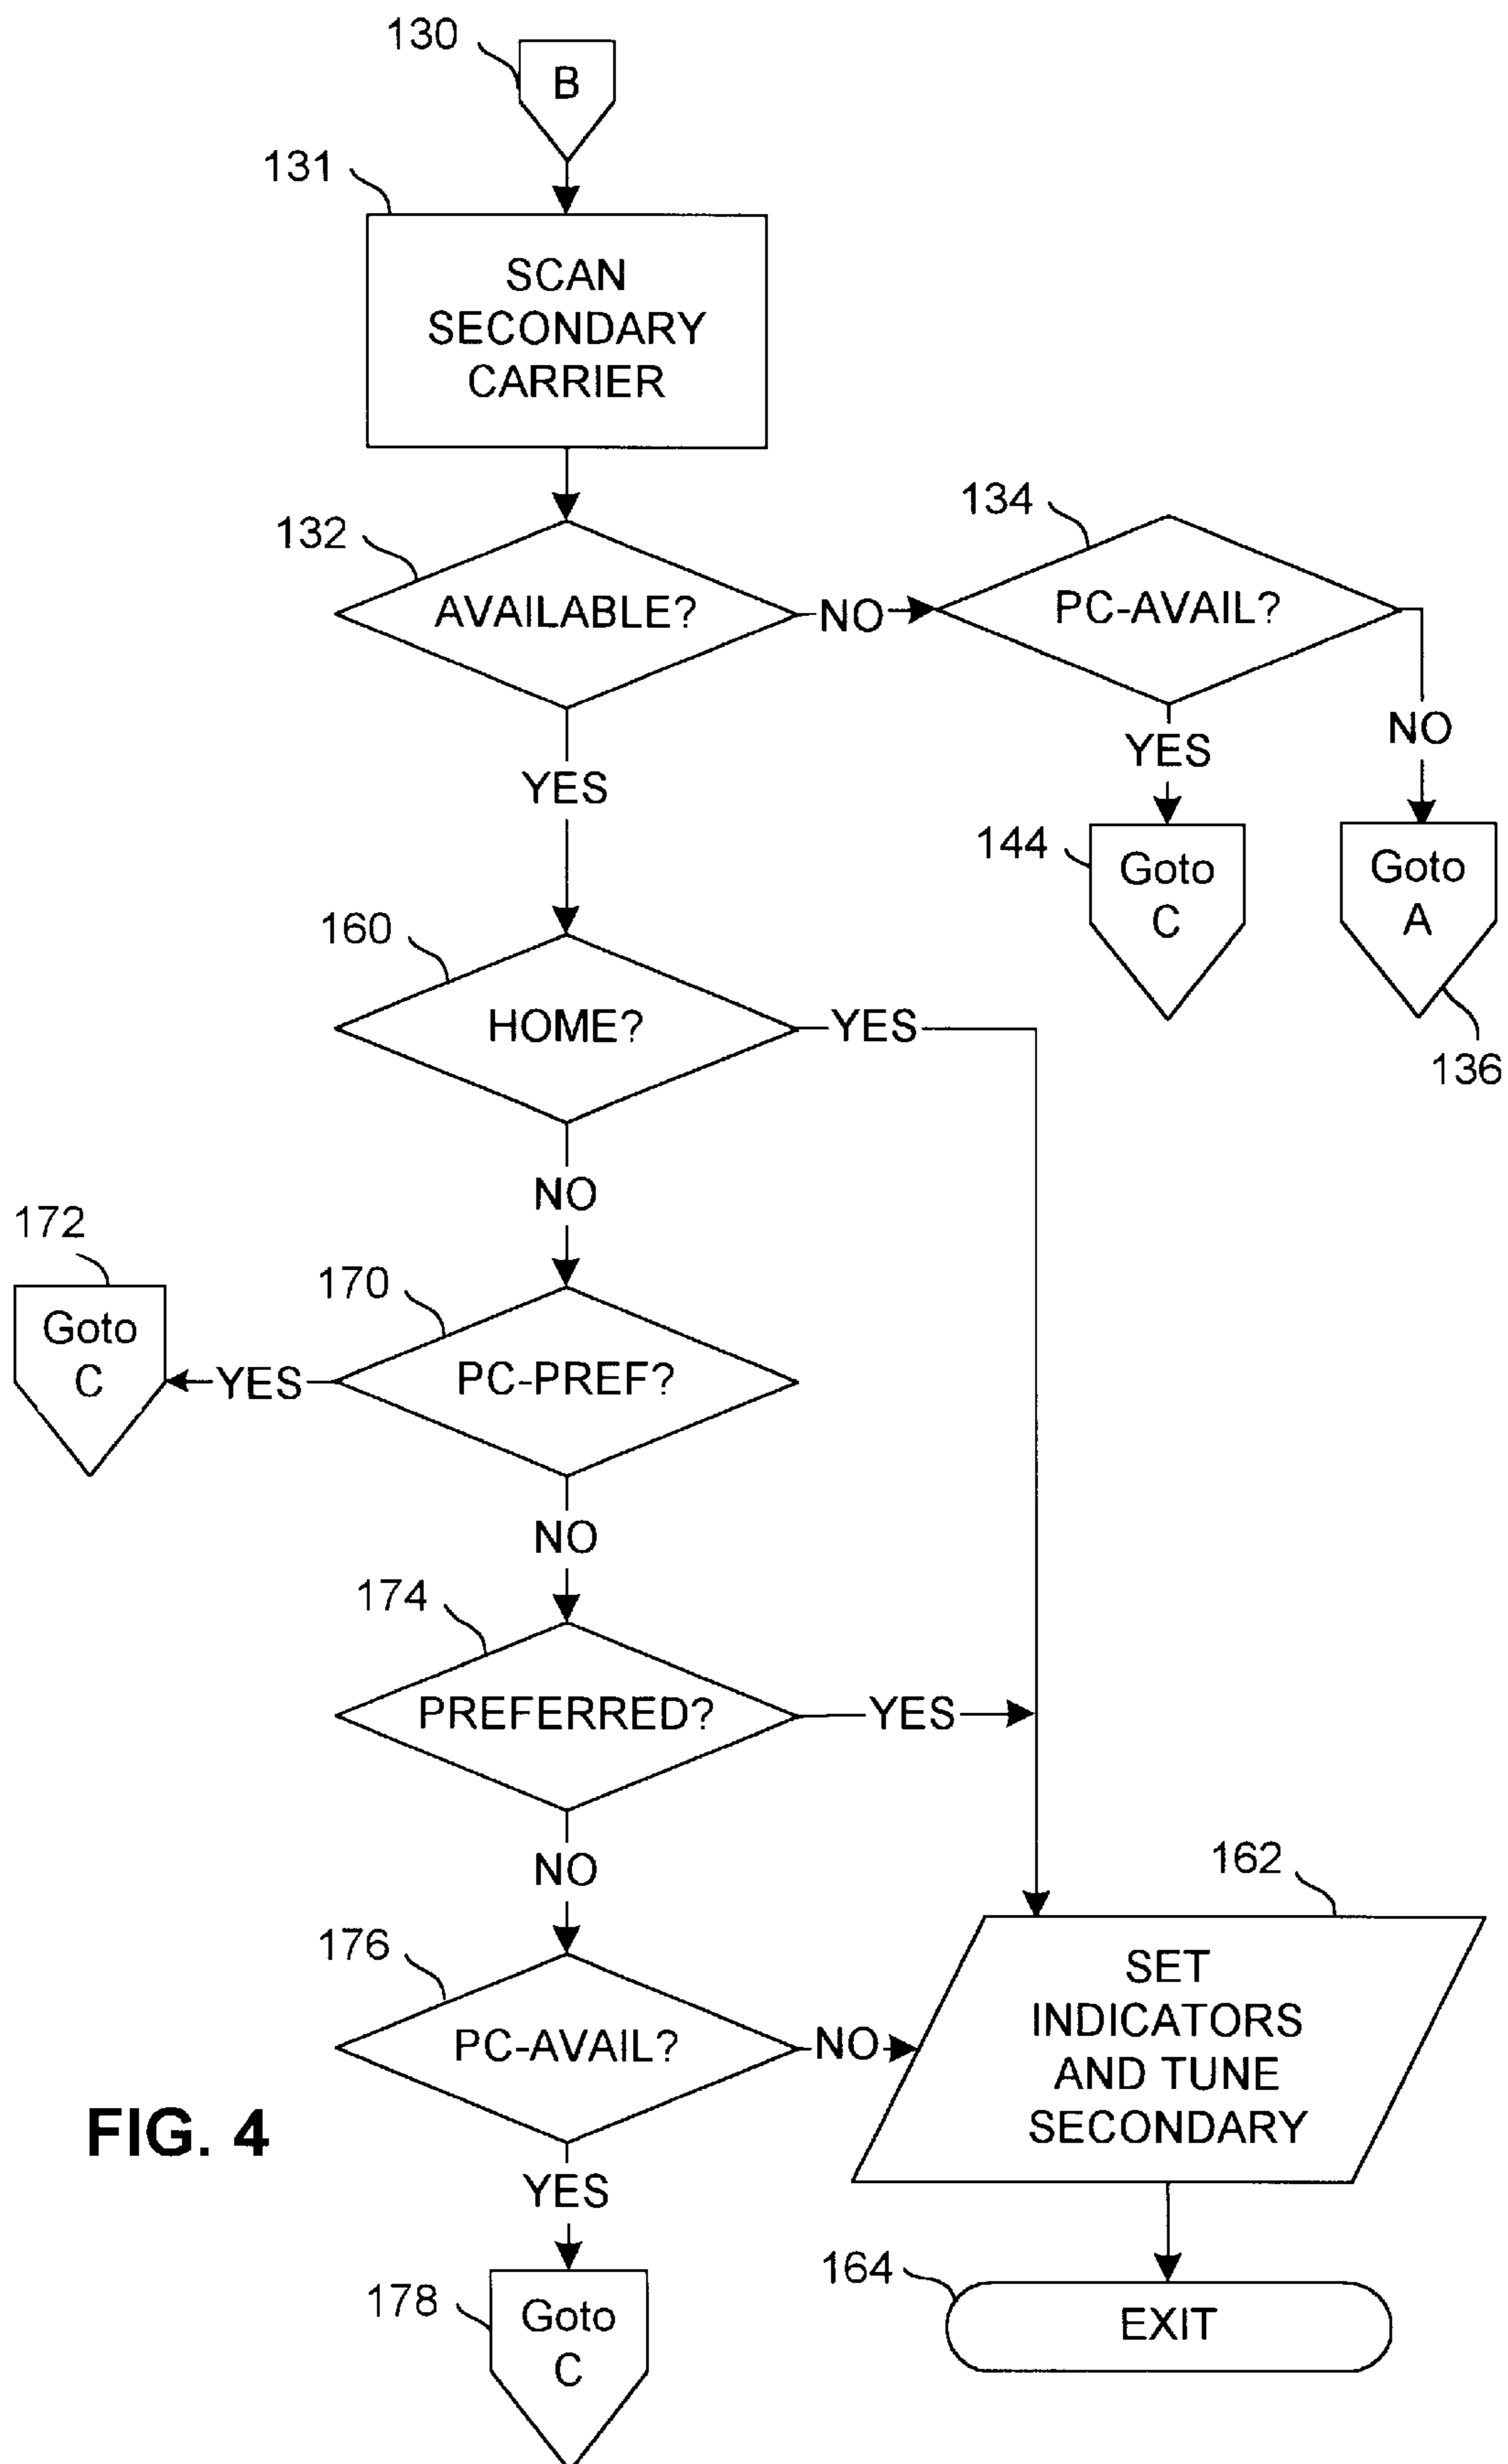 130
B
131
SCAN
SECONDARY
CARRIER
132
AVAILABLE?
NO
134
PC-AVAIL?
YES
NO
YES
144
Goto
C
Goto
A
136
160
HOME?
YES
NO
172
Goto
C
YES
170
PC-PREF?
NO
174
PREFERRED?
YES
NO
162
SET
INDICATORS
AND TUNE
SECONDARY
176
PC-AVAIL?
NO
FIG. 4
YES
178
Goto
C
164
EXIT